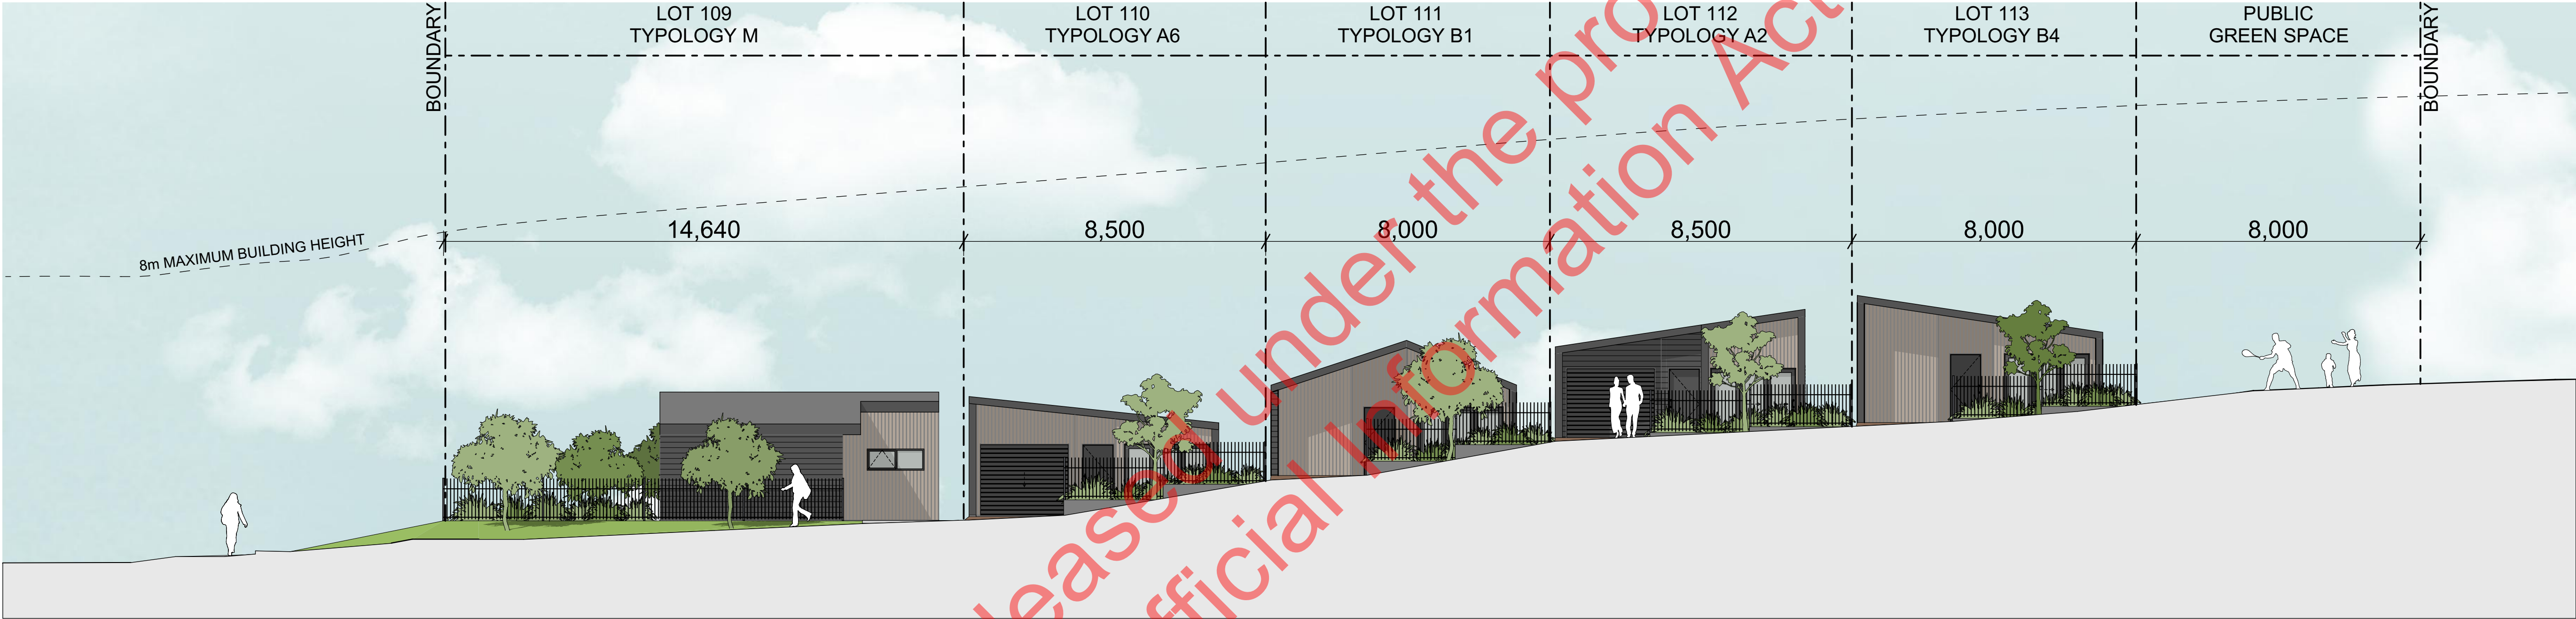 BOUNDARY
LOT 109
TYPOLOGY M
LOT 110
TYPOLOGY A6
LOT 111
TYPOLOGY B1
LOT 112
TYPOLOGY A2
LOT 113
TYPOLOGY B4
PUBLIC
GREEN SPACE
BOUNDARY
8m MAXIMUM BUILDING HEIGHT
14,640
8,500
8,000
8,500
8,000
8,000
leased under the pro
fficial Information Act